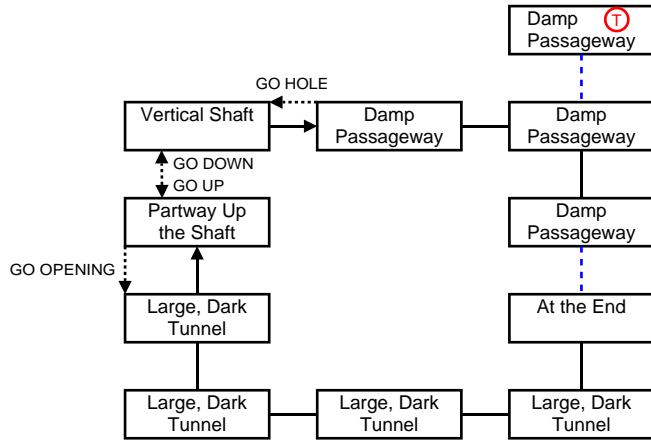 Damp T
Passageway
GO HOLE
Vertical Shaft
Damp
Passageway
Damp
Passageway
GO DOWN
GO UP
Partway Up
the Shaft
Damp
Passageway
GO OPENING
Large, Dark
Tunnel
At the End
Large, Dark
Tunnel
Large, Dark
Tunnel
Large, Dark
Tunnel